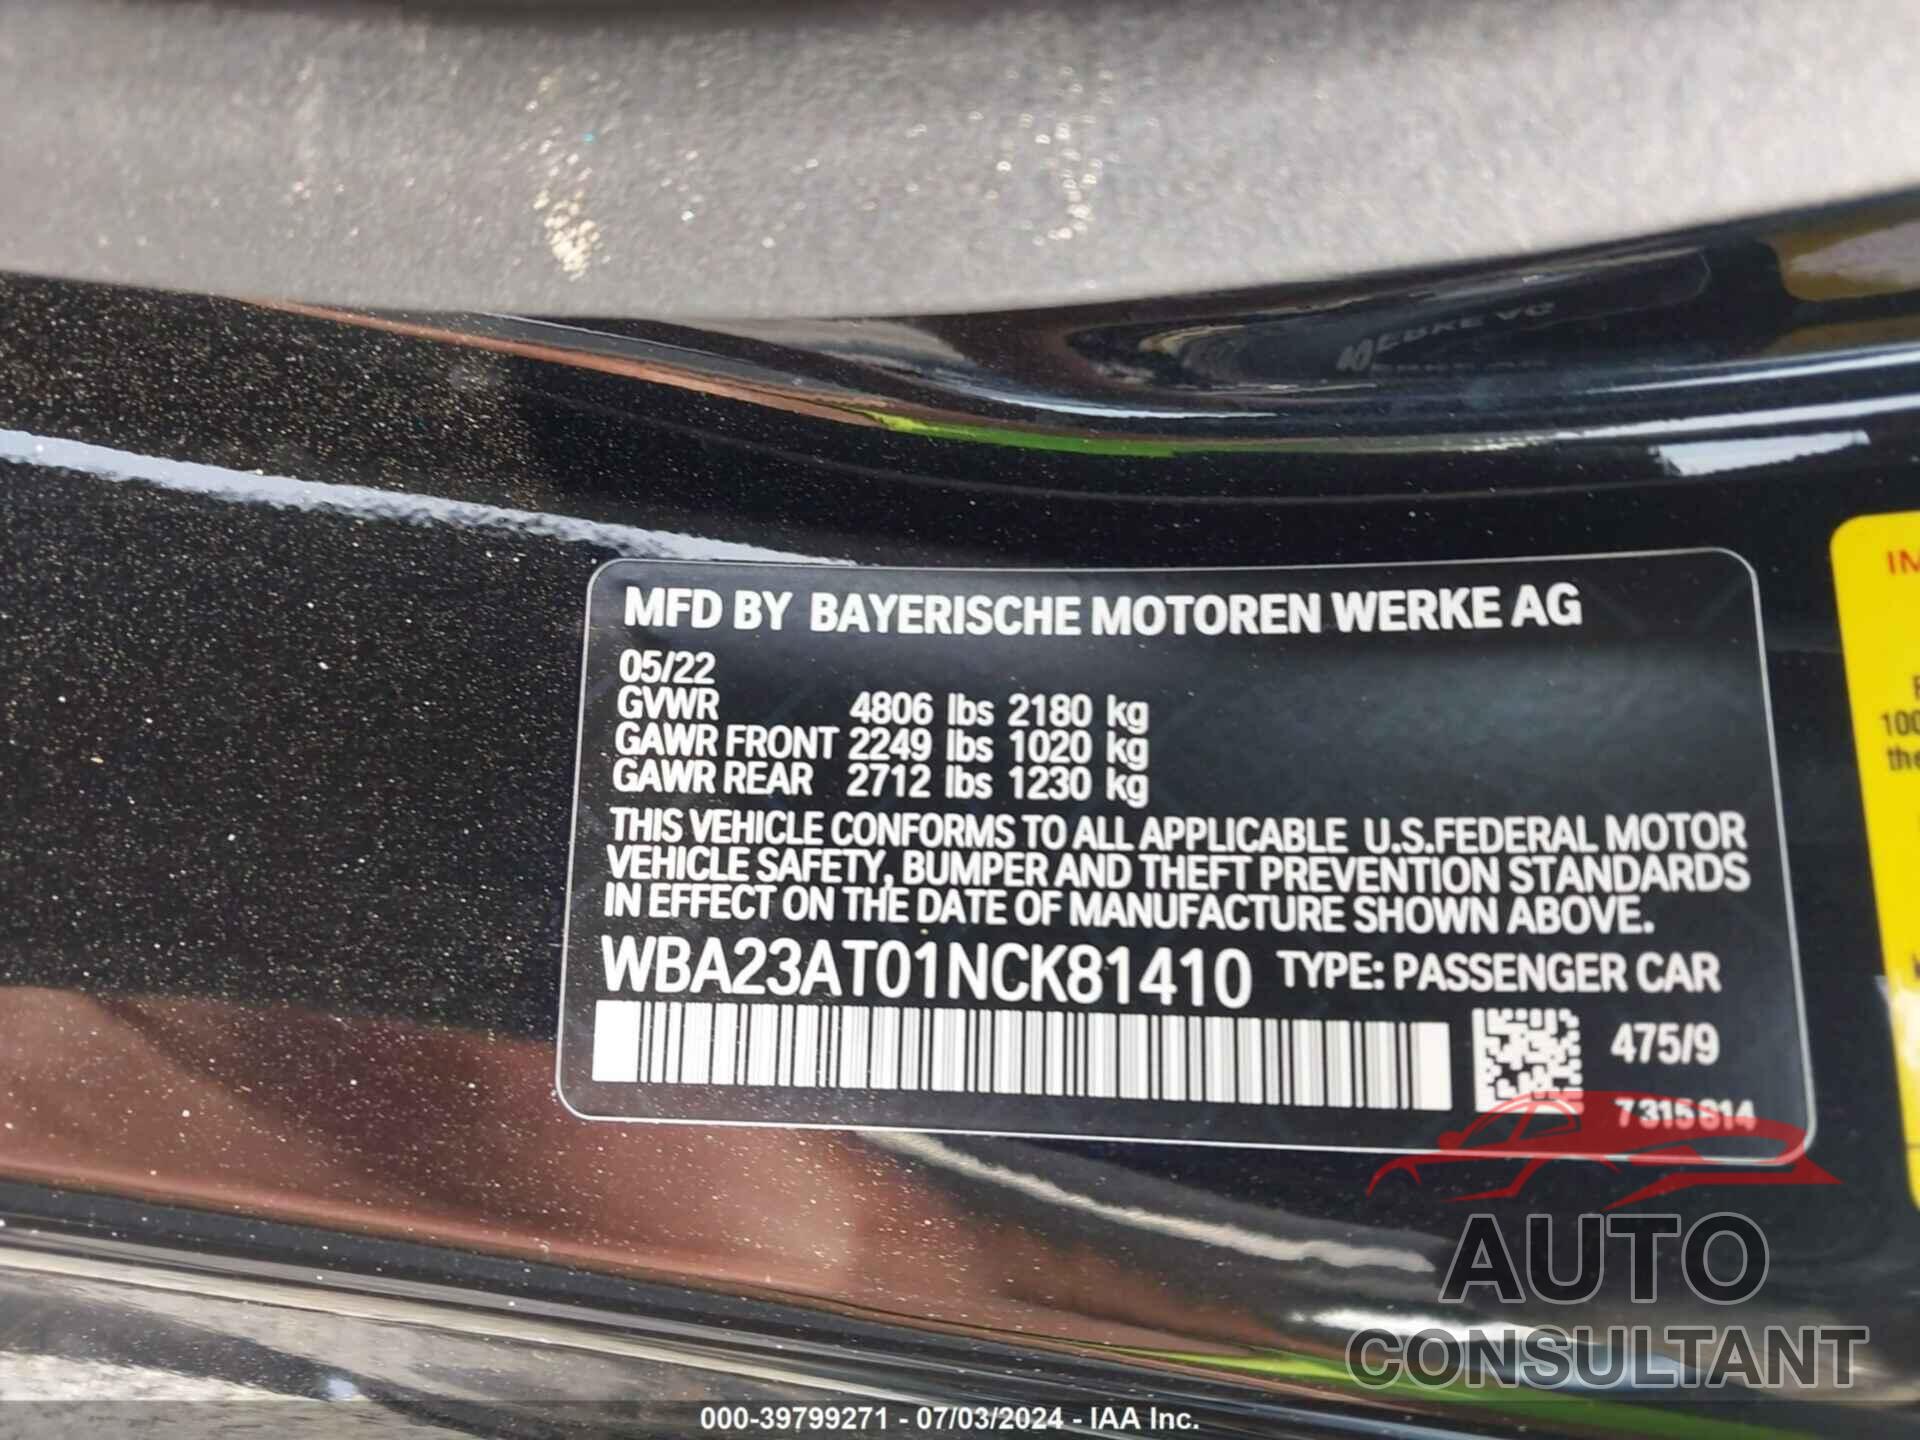 MFD BY BAYERISCHE MOTOREN WERKE AG
05/22
GVWR 4806 lbs 2180 kg
GAWR FRONT 2249 lbs 1020 kg
GAWR REAR 2712 lbs 1230 kg
THIS VEHICLE CONFORMS TO ALL APPLICABLE U.S.FEDERAL MOTOR
VEHICLE SAFETY, BUMPER AND THEFT PREVENTION STANDARDS
IN EFFECT ON THE DATE OF MANUFACTURE SHOWN ABOVE.
WBA23AT01NCK81410 TYPE: PASSENGER CAR
475/9
7315814
IM
100
the
AUTO
CONSULTANT
000-39799271 - 07/03/2024 - IAA Inc.